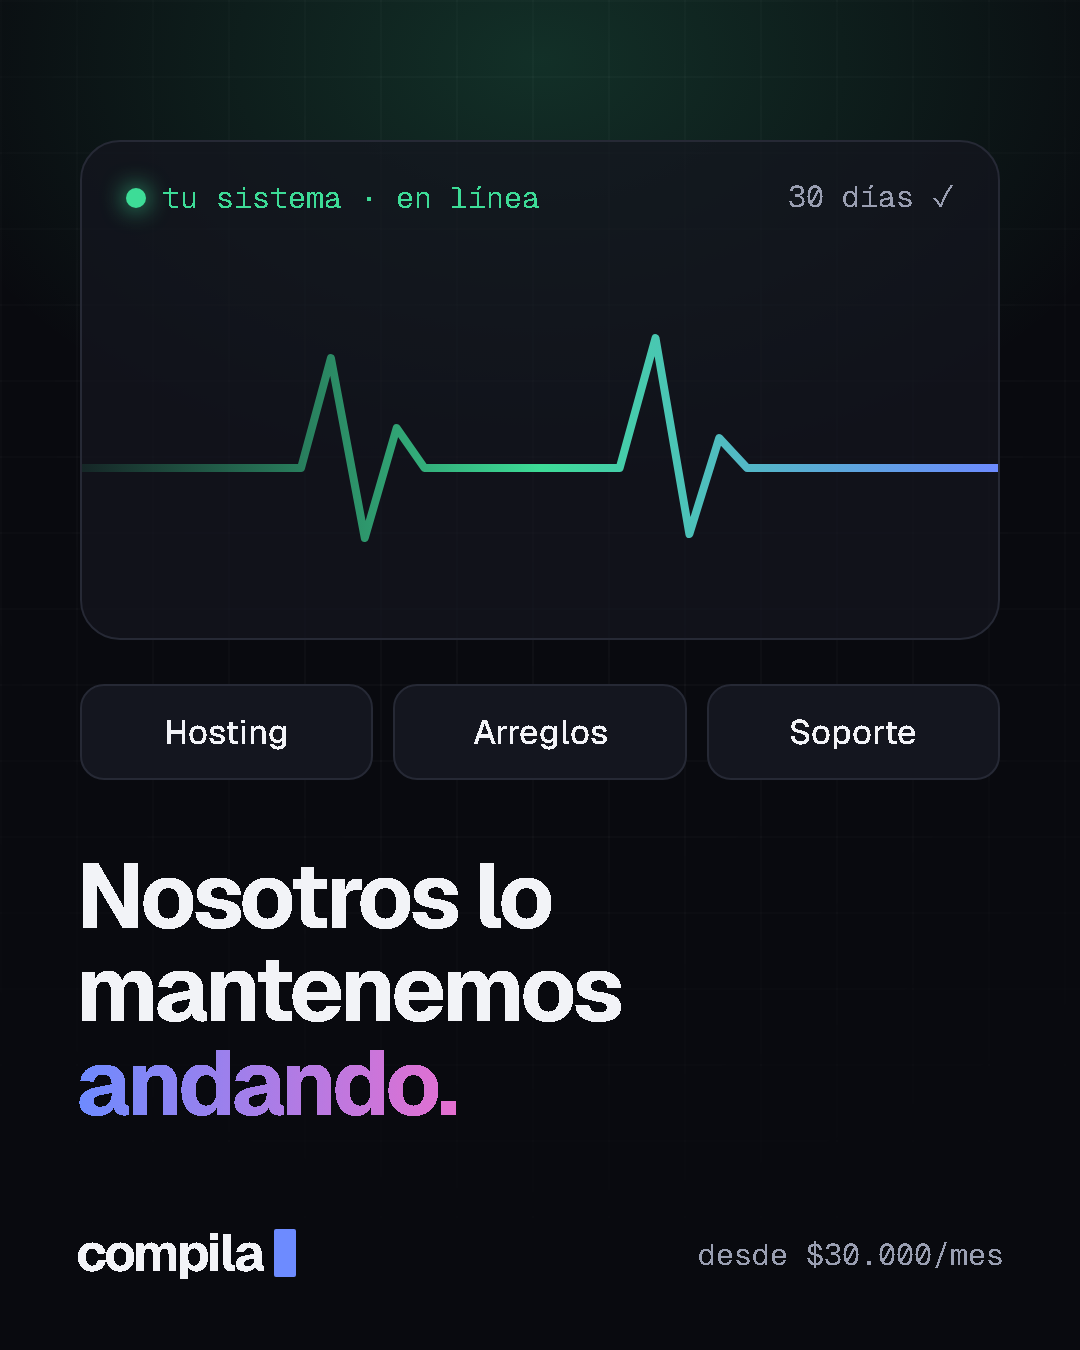 tu sistema · en línea
30 días ✓
Hosting
Arreglos
Soporte
Nosotros lo
mantenemos
andando.
compila
desde $30.000/mes